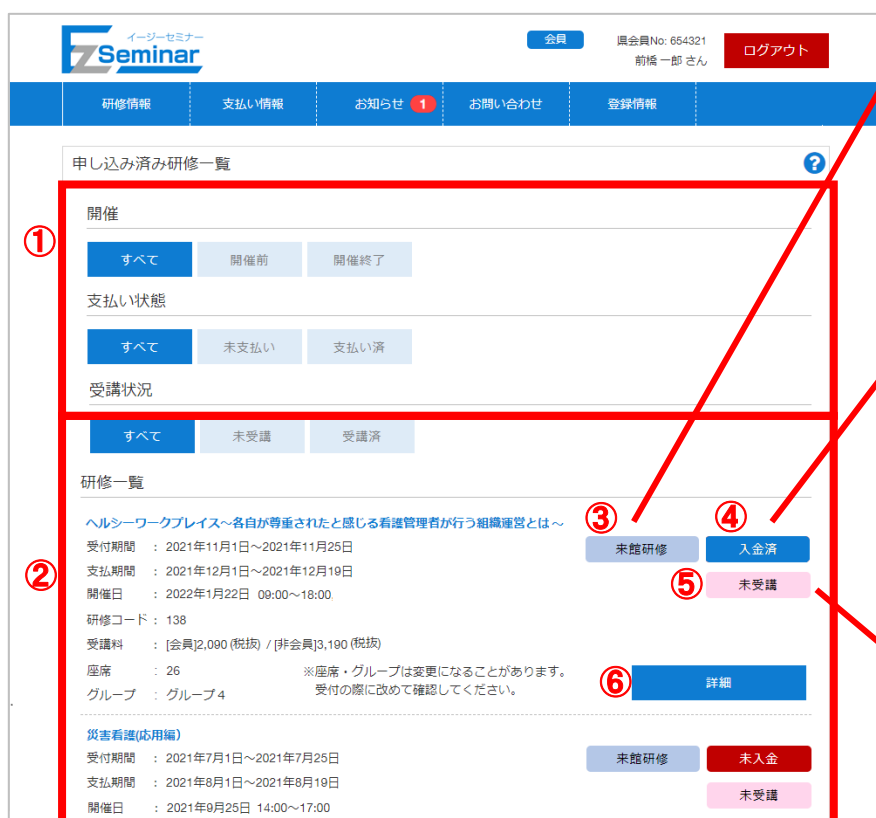 イージーセミナー
EZSeminar
会員
県会員No: 654321
前橋 一郎 さん
ログアウト
研修情報 支払い情報 お知らせ 1 お問い合わせ 登録情報
申し込み済み研修一覧 ?
①
開催
すべて 開催前 開催終了
支払い状態
すべて 未支払い 支払い済
受講状況
すべて 未受講 受講済
②
研修一覧
ヘルシーワークプレイス～各自が尊重されたと感じる看護管理者が行う組織運営とは～
③ ④
受付期間 : 2021年11月1日～2021年11月25日 来館研修 入金済
支払期間 : 2021年12月1日～2021年12月19日
⑤ 未受講
開催日 : 2022年1月22日 09:00～18:00
研修コード : 138
受講料 : [会員]2,090 (税抜) / [非会員]3,190 (税抜)
座席 : 26 ※座席・グループは変更になることがあります。
グループ : グループ4 受付の際に改めて確認してください。
⑥ 詳細
災害看護(応用編)
受付期間 : 2021年7月1日～2021年7月25日 来館研修 未入金
支払期間 : 2021年8月1日～2021年8月19日
未受講
開催日 : 2021年9月25日 14:00～17:00